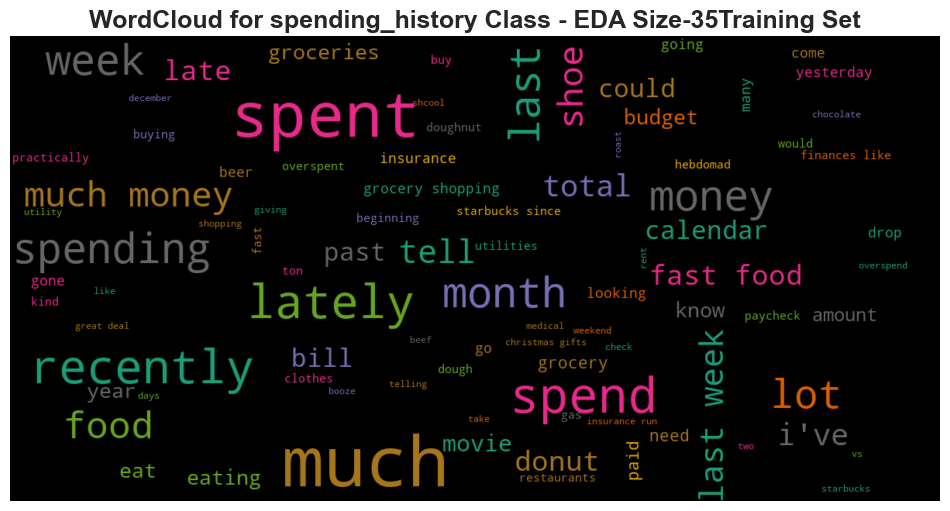 WordCloud for spending_history Class - EDA Size-35Training Set
week
late
groceries
buy
last
shoe
going
come
yesterday
december
spent
shcool
could
many
buying
doughnut
budget
chocolate
practically
overspent
insurance
roast
would
finances like
hebdomad
beer
much money
grocery shopping
total
money
utility
shopping
giving
beginning
starbucks since
calendar
drop
spending
fast
past
tell
utilities
rent
overspend
gone
ton
fast food
kind
like
lately
month
looking
know
paycheck
amount
great deal
medical
weekend
christmas gifts
check
beef
go
recently
bill
grocery
dough
clothes
telling
booze
year
days
spend
last week
lot
food
take
gas
insurance run
i've
movie
need
much
donut
paid
two
vs
eat
eating
restaurants
starbucks